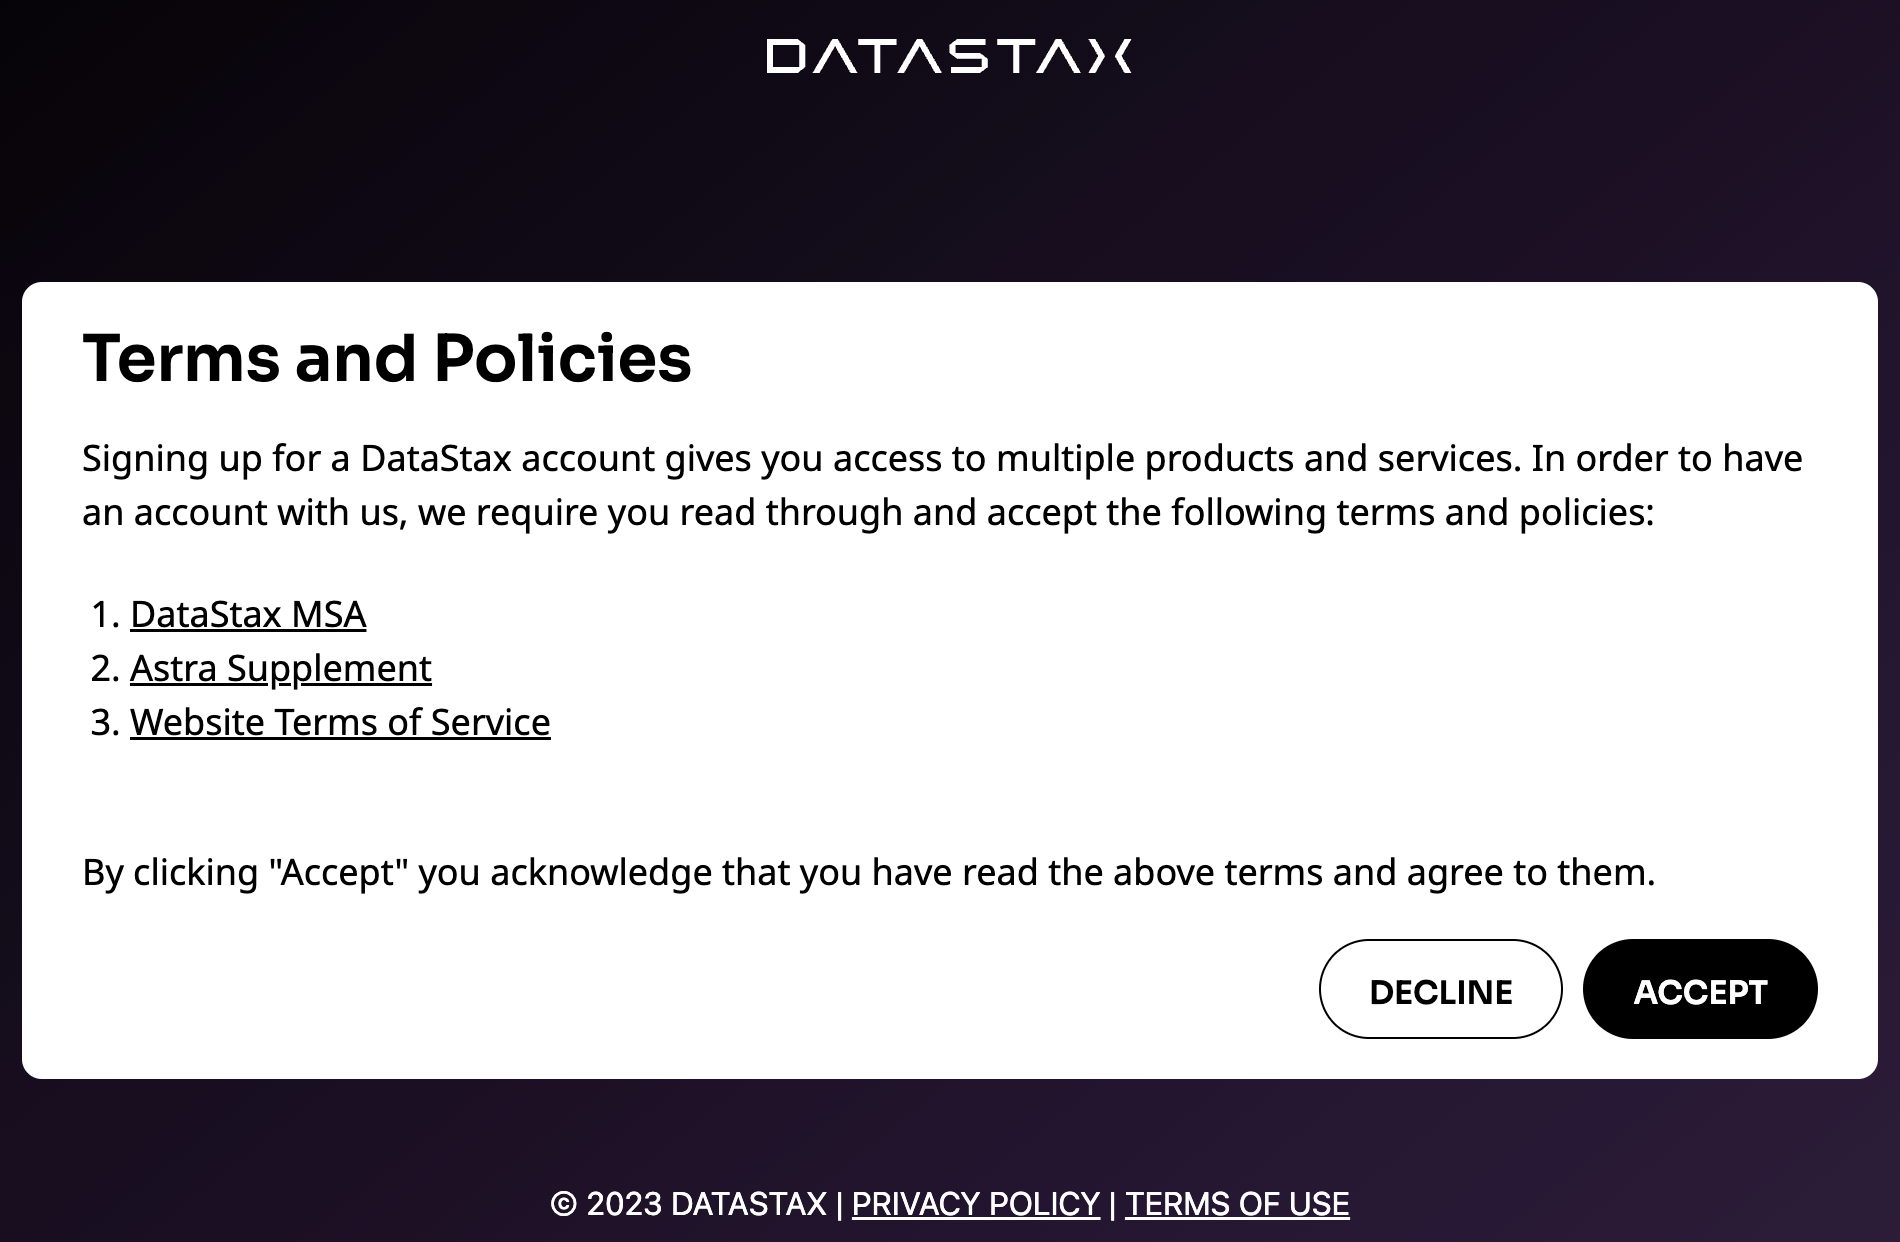 DATASTAX
Terms and Policies
Signing up for a DataStax account gives you access to multiple products and services. In order to have
an account with us, we require you read through and accept the following terms and policies:
1. DataStax MSA
2. Astra Supplement
3. Website Terms of Service
By clicking "Accept" you acknowledge that you have read the above terms and agree to them.
DECLINE ACCEPT
© 2023 DATASTAX | PRIVACY POLICY | TERMS OF USE